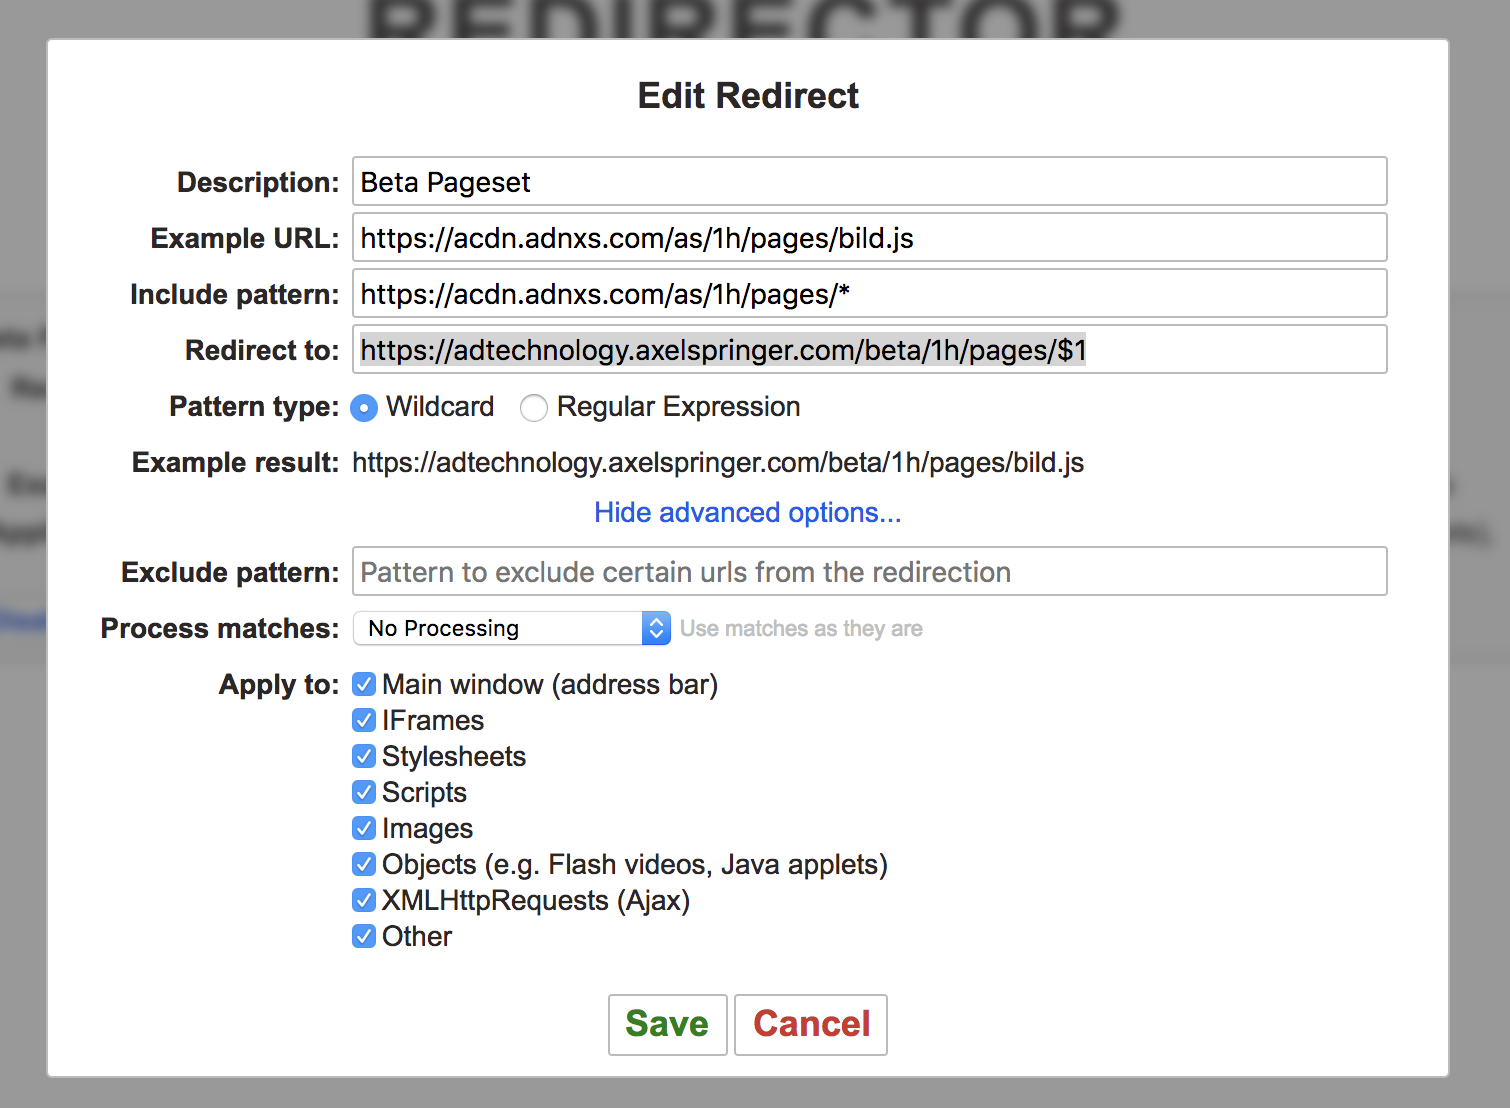 REDIRECTOR
Edit Redirect
Description: Beta Pageset
Example URL: https://acdn.adnxs.com/as/1h/pages/bild.js
Include pattern: https://acdn.adnxs.com/as/1h/pages/*
Redirect to: https://adtechnology.axelspringer.com/beta/1h/pages/$1
Pattern type: Wildcard Regular Expression
Example result: https://adtechnology.axelspringer.com/beta/1h/pages/bild.js
Hide advanced options...
Exclude pattern: Pattern to exclude certain urls from the redirection
Process matches: No Processing Use matches as they are
Apply to: Main window (address bar)
IFrames
Stylesheets
Scripts
Images
Objects (e.g. Flash videos, Java applets)
XMLHttpRequests (Ajax)
Other
Save Cancel